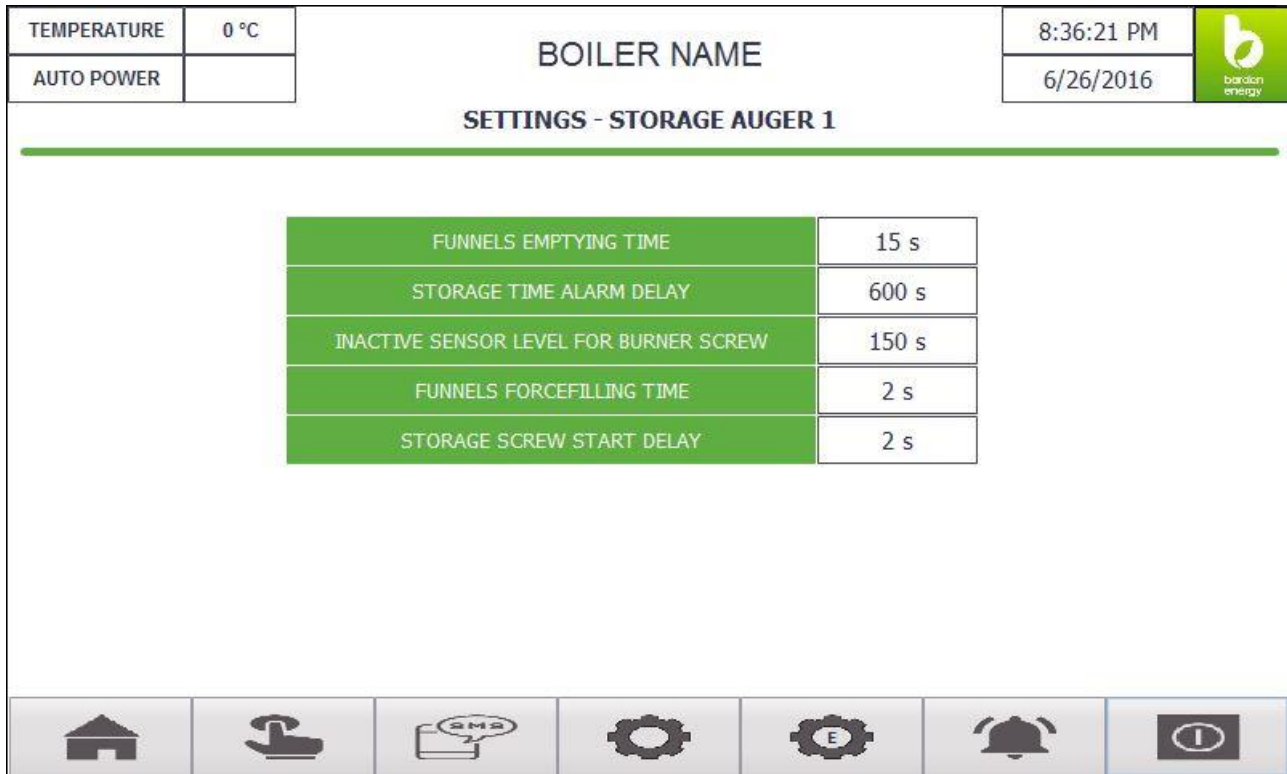 TEMPERATURE 0 °C
AUTO POWER
BOILER NAME
8:36:21 PM
6/26/2016
bardon
energy
SETTINGS - STORAGE AUGER 1
FUNNELS EMPTYING TIME 15 s
STORAGE TIME ALARM DELAY 600 s
INACTIVE SENSOR LEVEL FOR BURNER SCREW 150 s
FUNNELS FORCEFILLING TIME 2 s
STORAGE SCREW START DELAY 2 s
E